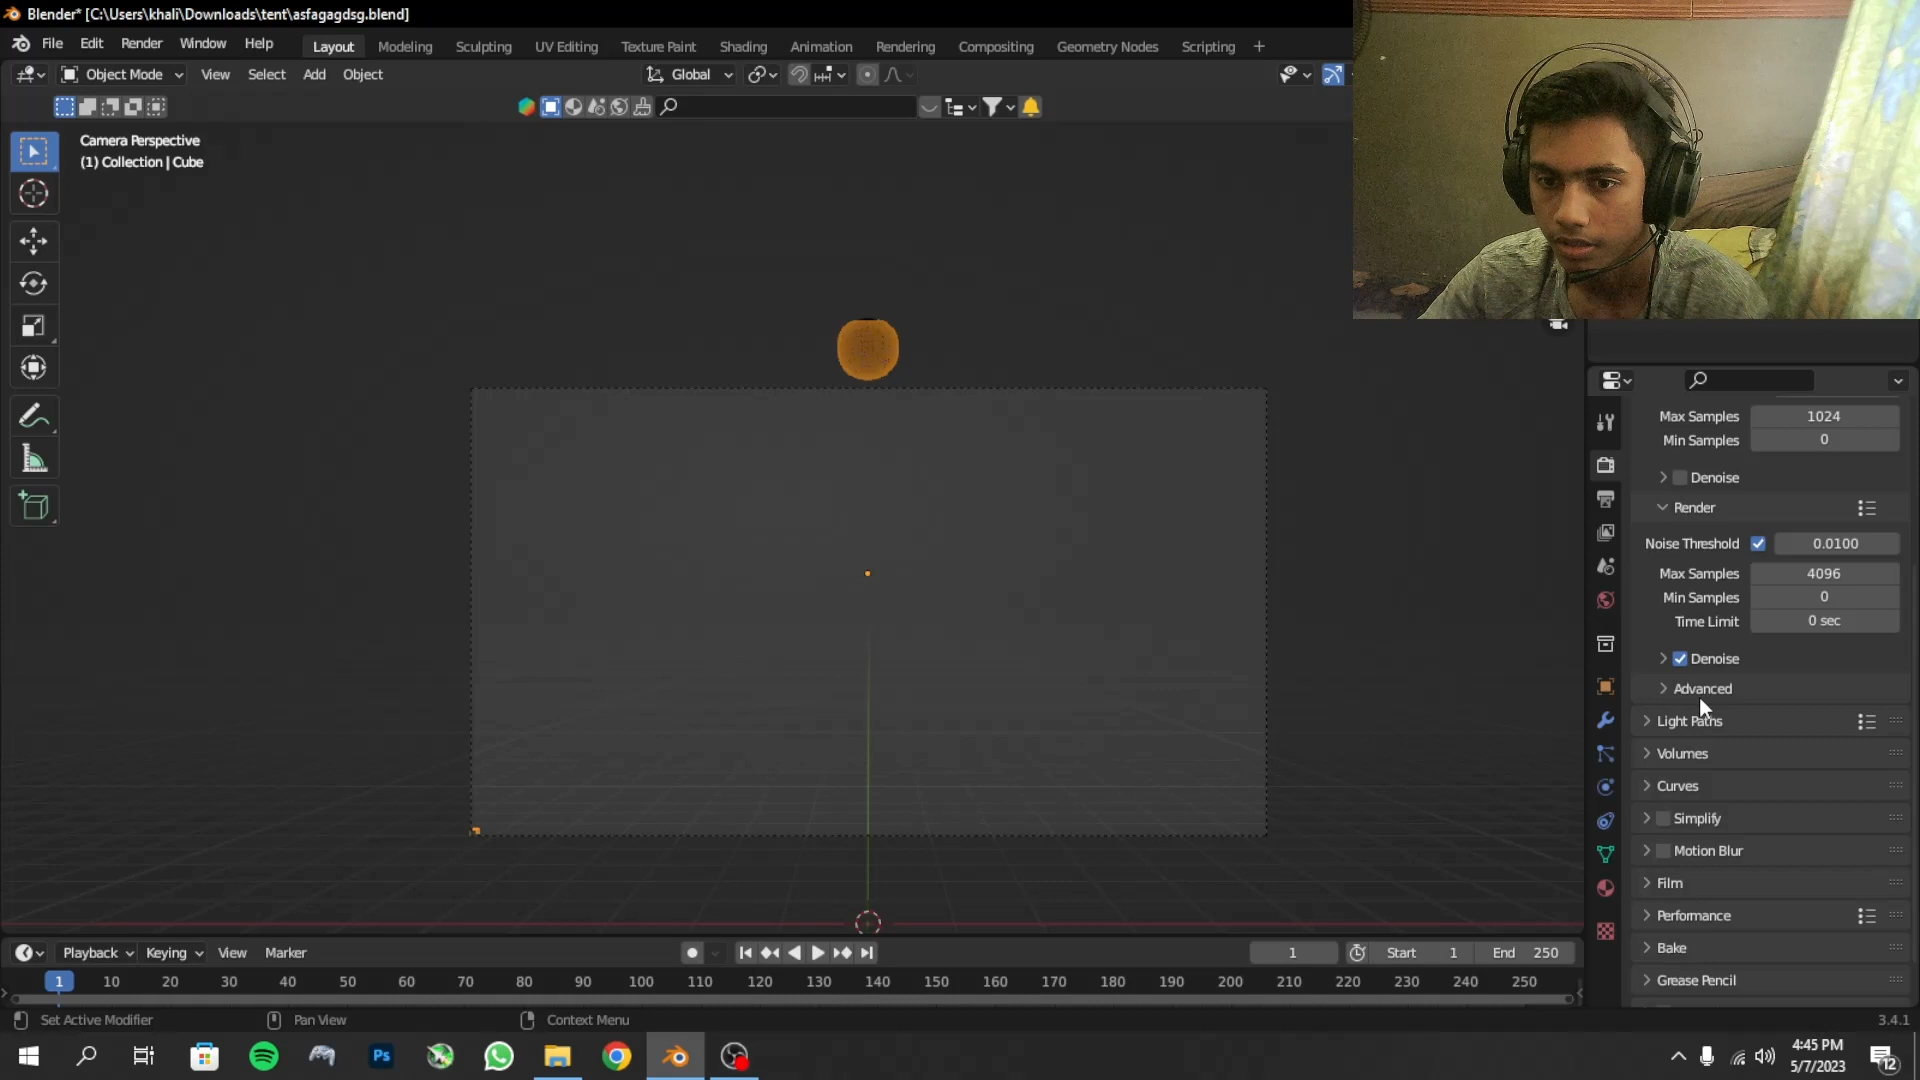 Blender* [C:\Users\khali\Downloads\tent\asfagagdsg.blend]
File Edit Render Window Help Layout Modeling Sculpting UV Editing Texture Paint Shading Animation Rendering Compositing Geometry Nodes Scripting +
Object Mode View Select Add Object Global
Camera Perspective
(1) Collection | Cube
Max Samples 1024
Min Samples 0
Denoise
Render
Noise Threshold 0.0100
Max Samples 4096
Min Samples 0
Time Limit 0 sec
Denoise
Advanced
Light Paths
Volumes
Curves
Simplify
Motion Blur
Film
Performance
Bake
Grease Pencil
Playback Keying View Marker 1 Start 1 End 250
1 10 20 30 40 50 60 70 80 90 100 110 120 130 140 150 160 170 180 190 200 210 220 230 240 250
Set Active Modifier Pan View Context Menu 3.4.1
Ps
4:45 PM
5/7/2023
12